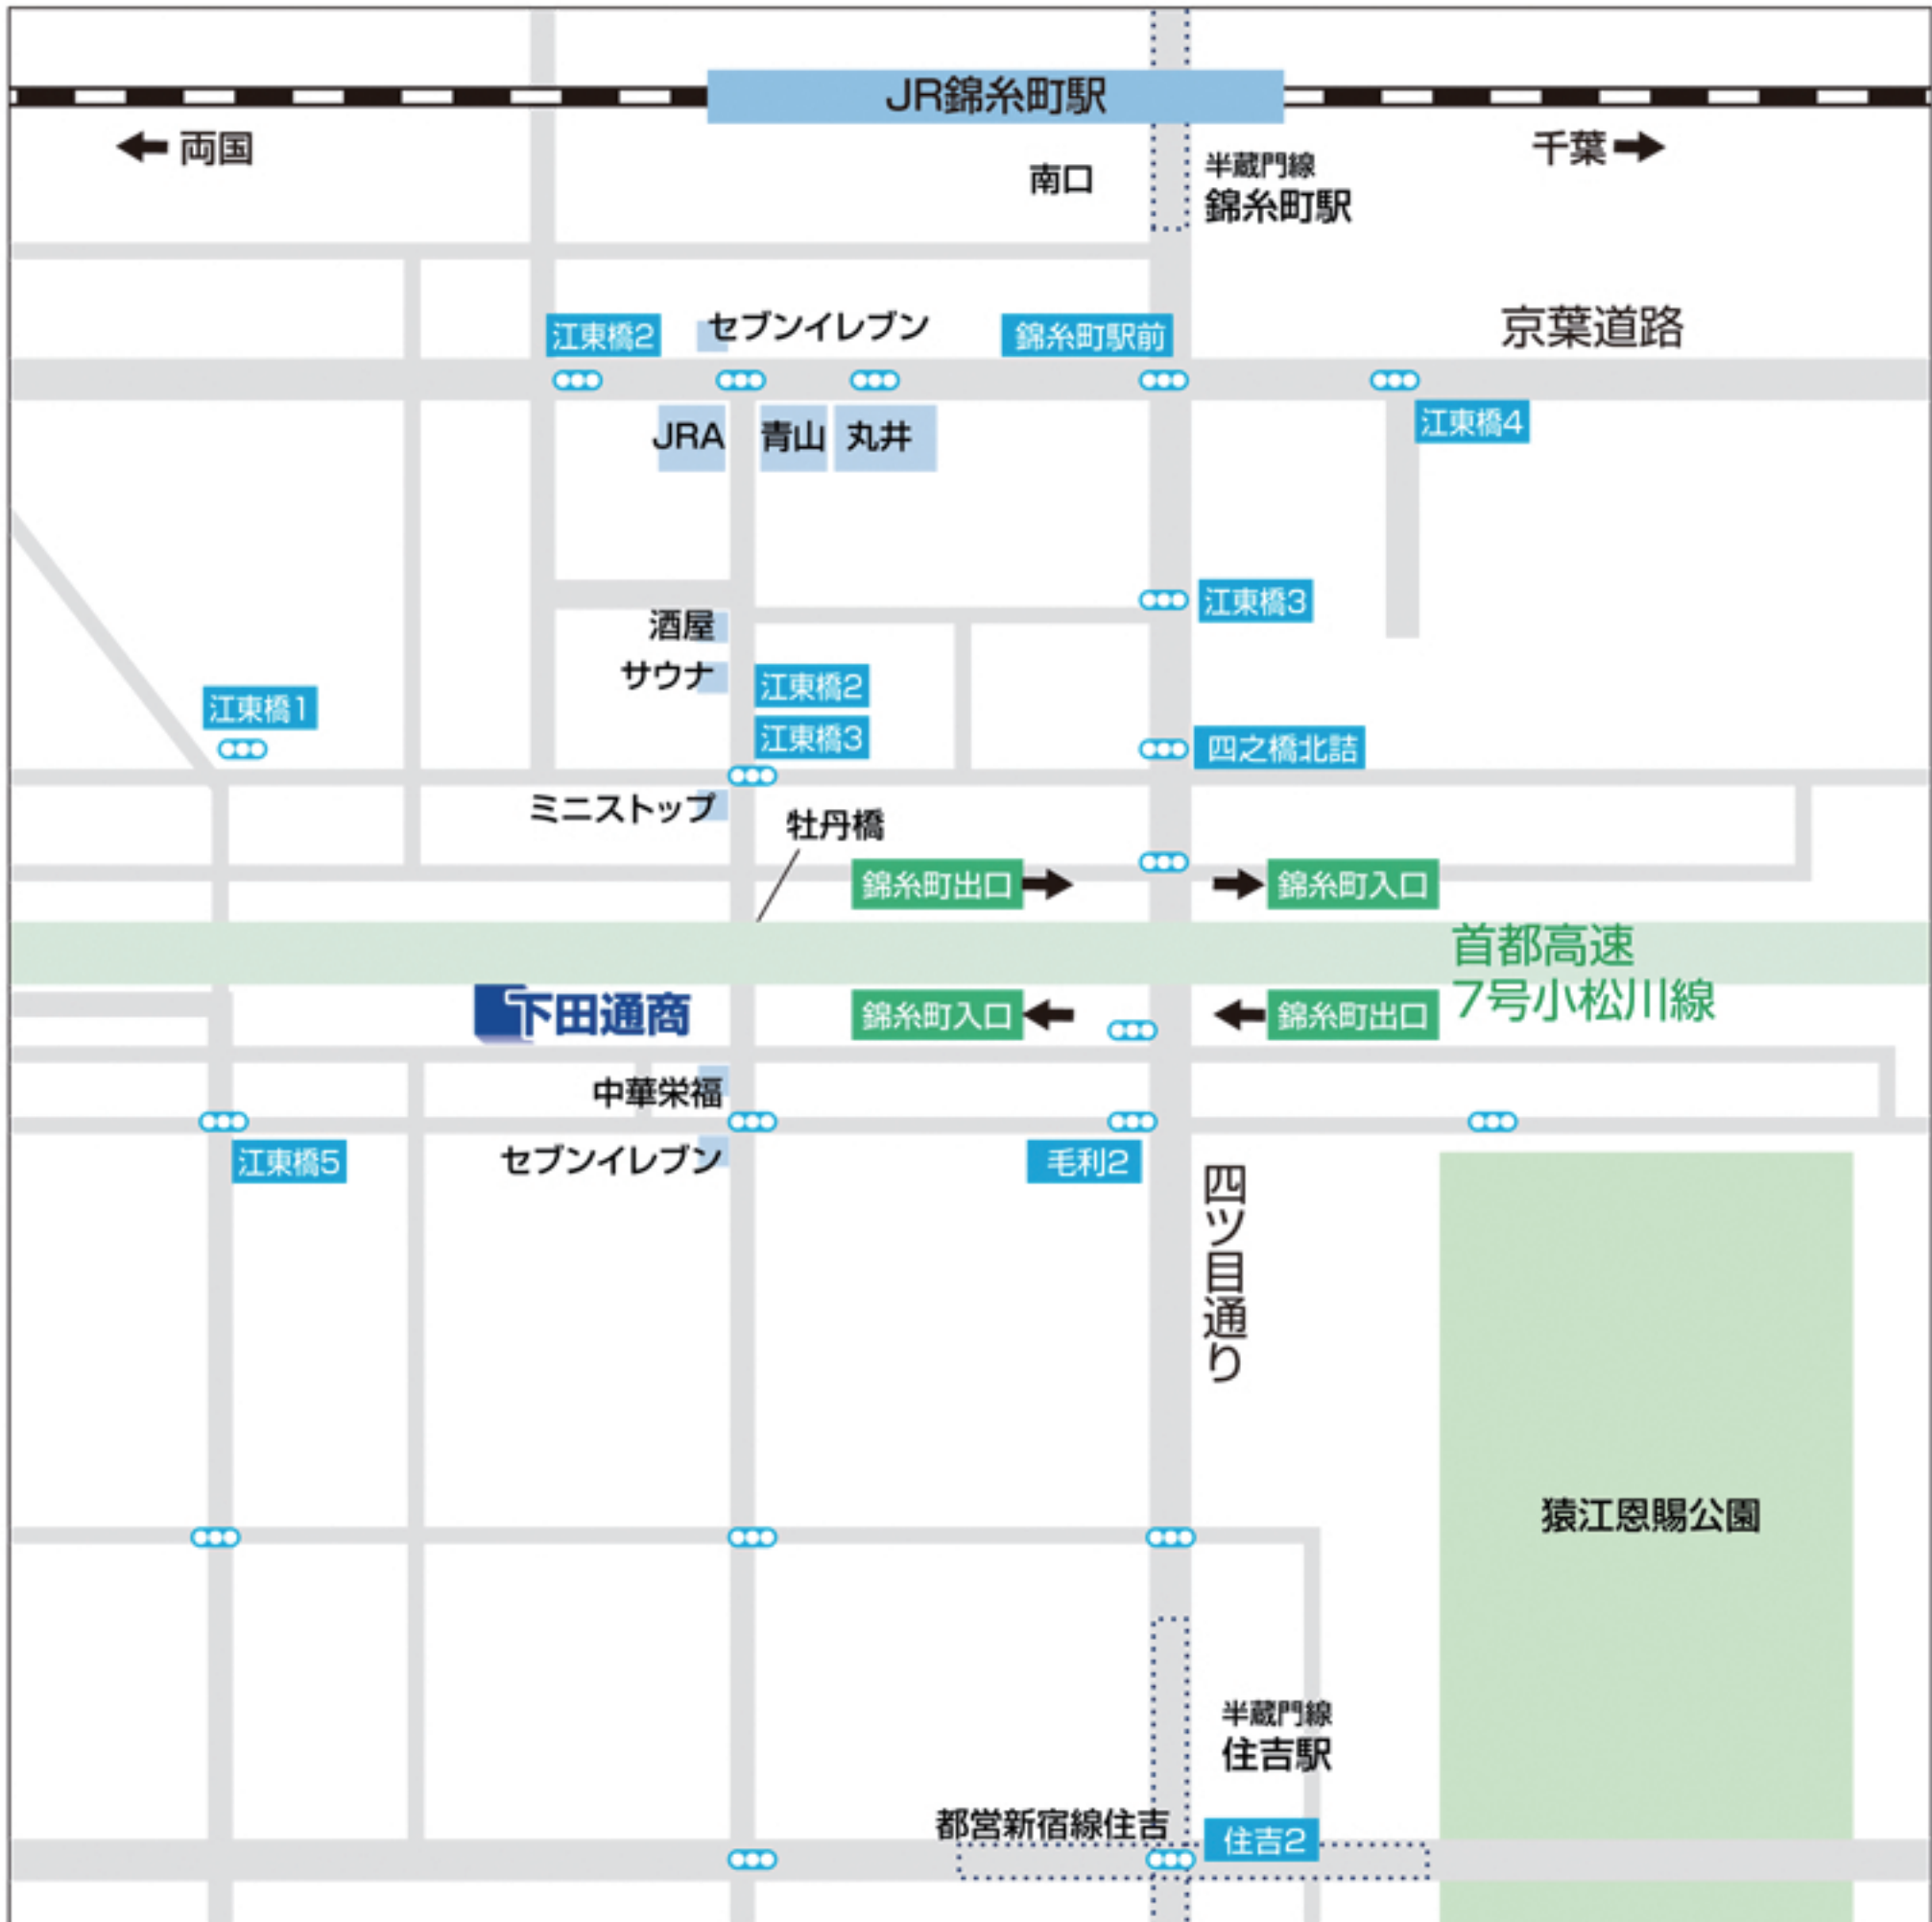 JR錦糸町駅
両国
千葉
南口
半蔵門線
錦糸町駅
江東橋2
セブンイレブン
錦糸町駅前
京葉道路
JRA
青山
丸井
江東橋4
酒屋
江東橋3
サウナ
江東橋2
江東橋3
江東橋1
四之橋北詰
ミニストップ
牡丹橋
錦糸町出口
錦糸町入口
首都高速
7号小松川線
下田通商
錦糸町入口
錦糸町出口
中華栄福
江東橋5
セブンイレブン
毛利2
四ツ目通り
猿江恩賜公園
半蔵門線
住吉駅
都営新宿線住吉
住吉2